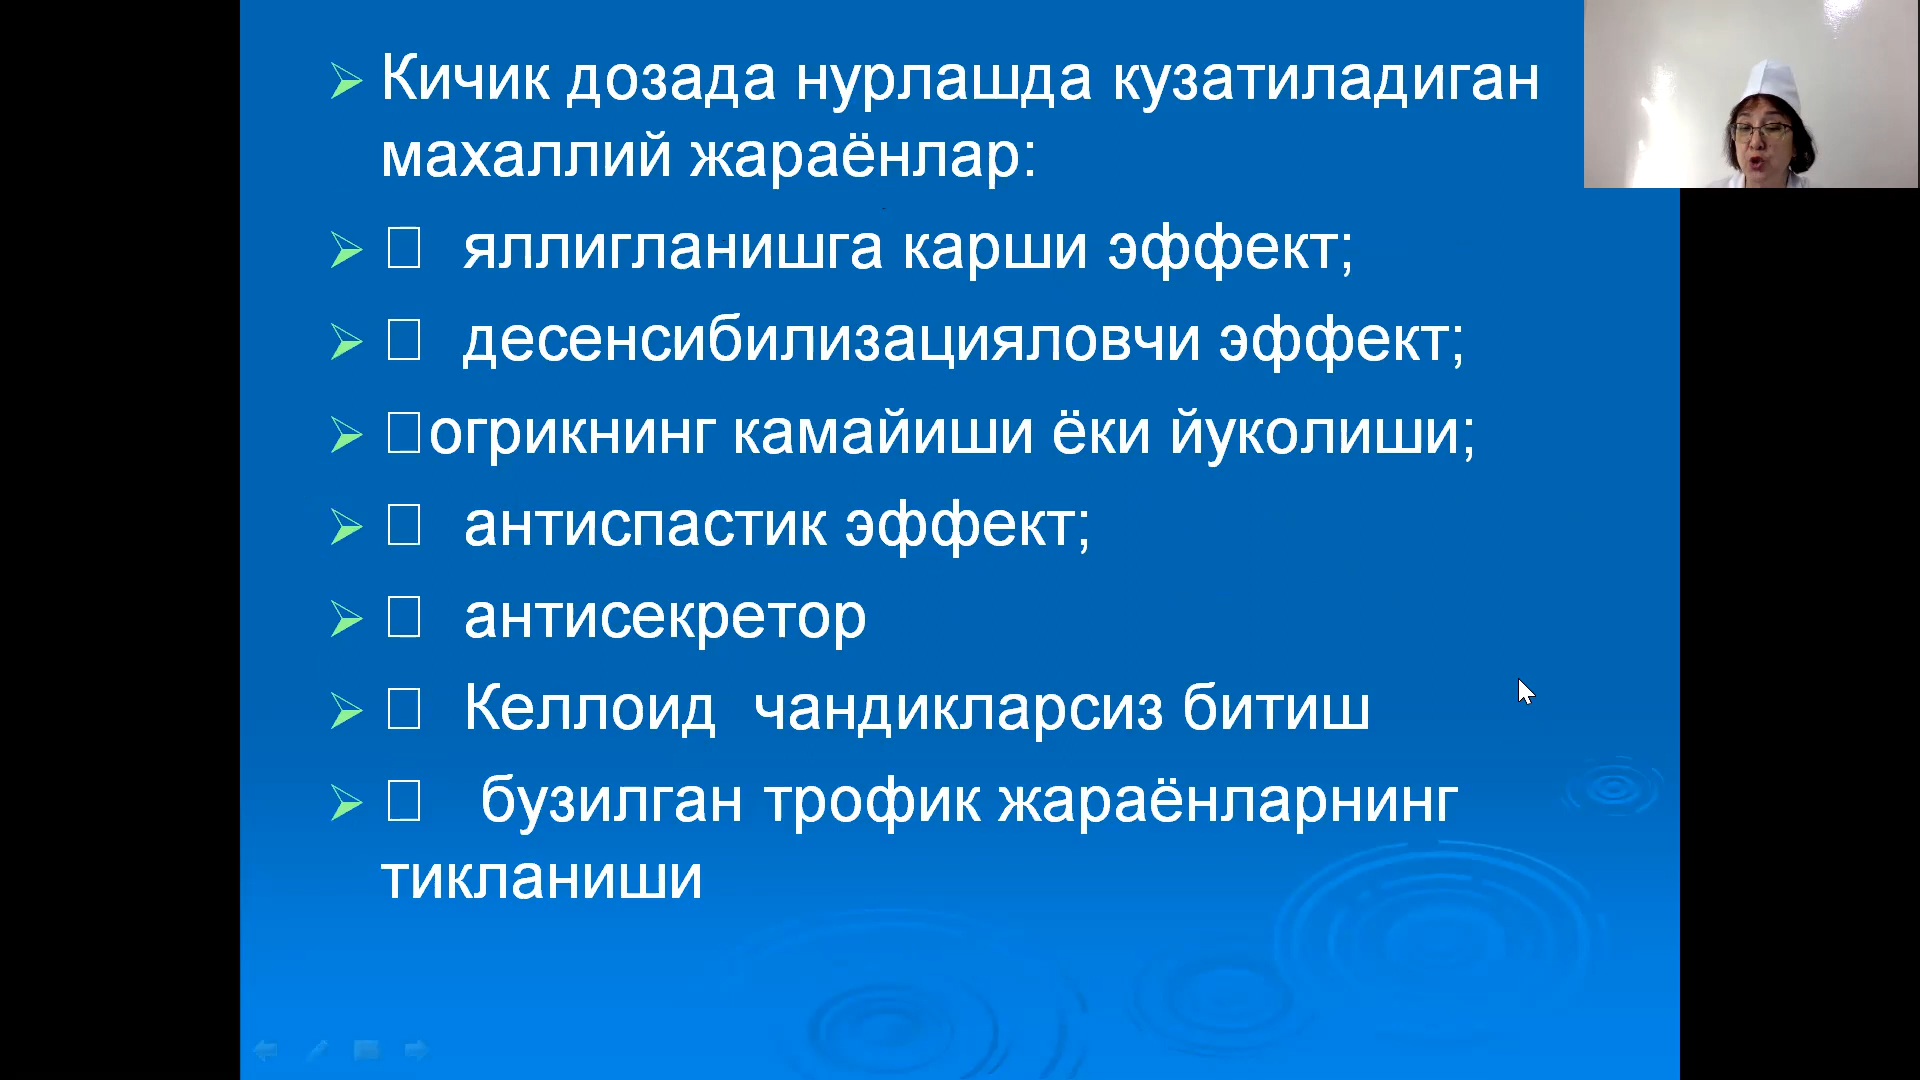 Кичик дозада нурлашда кузатиладиган
махаллий жараёнлар:
яллигланишга карши эффект;
десенсибилизацияловчи эффект;
огрикнинг камайиши ёки йуколиши;
антиспастик эффект;
антисекретор
Келлоид чандикларсиз битиш
бузилган трофик жараёнларнинг
тикланиши